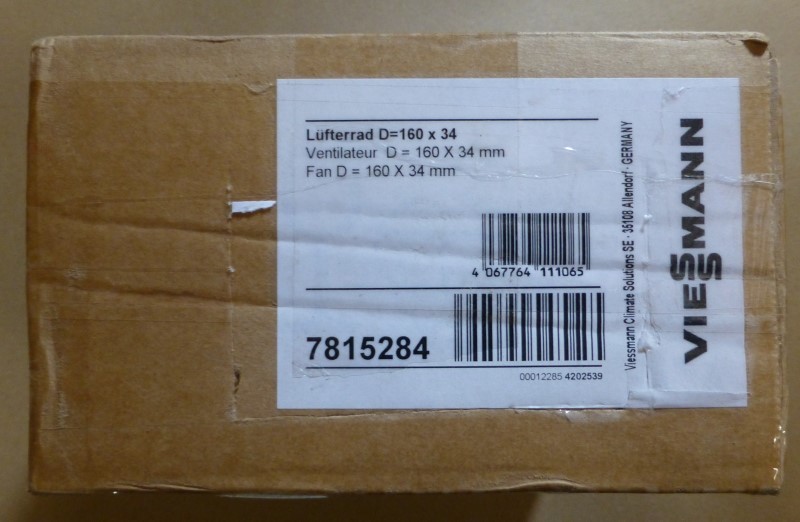 Lüfterrad D=160 x 34
Ventilateur D = 160 X 34 mm
Fan D = 160 X 34 mm
4 067764 111065
7815284
00012285 4202539
Viessmann Climate Solutions SE · 35108 Allendorf · GERMANY
VIESSMANN